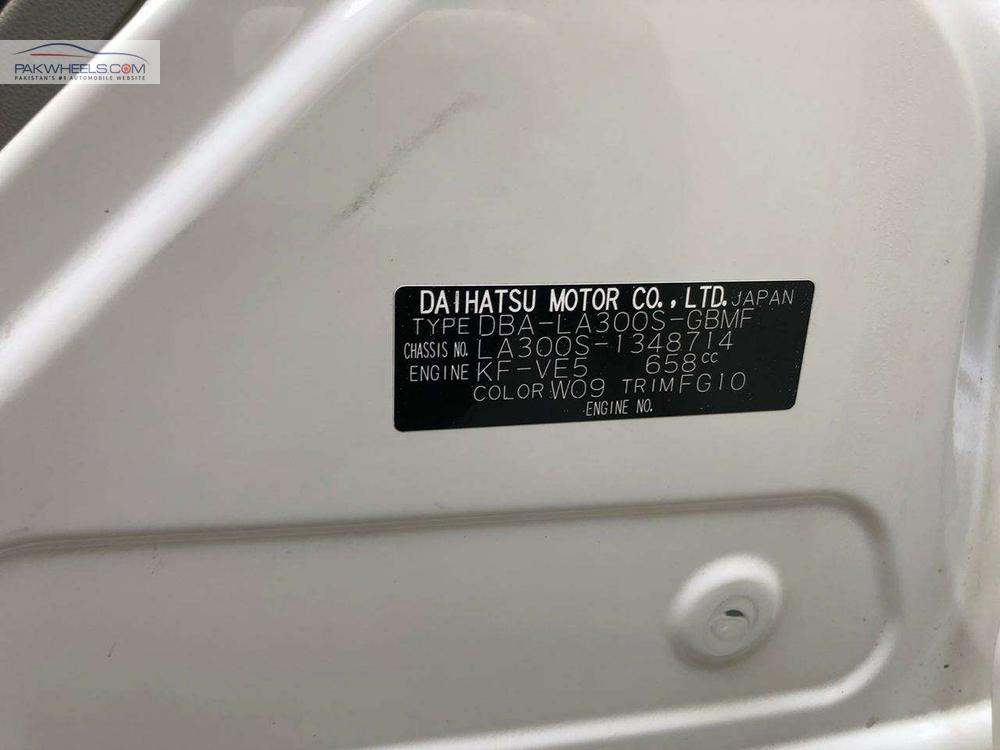 PAKWHEELS.COM
PAKISTAN'S #1 AUTOMOBILE WEBSITE
DAIHATSU MOTOR CO., LTD. JAPAN
TYPE DBA-LA300S-GBMF
CHASSIS NO. LA300S-1348714
ENGINE KF-VE5 658cc
COLOR W09 TRIM FG10
ENGINE NO.